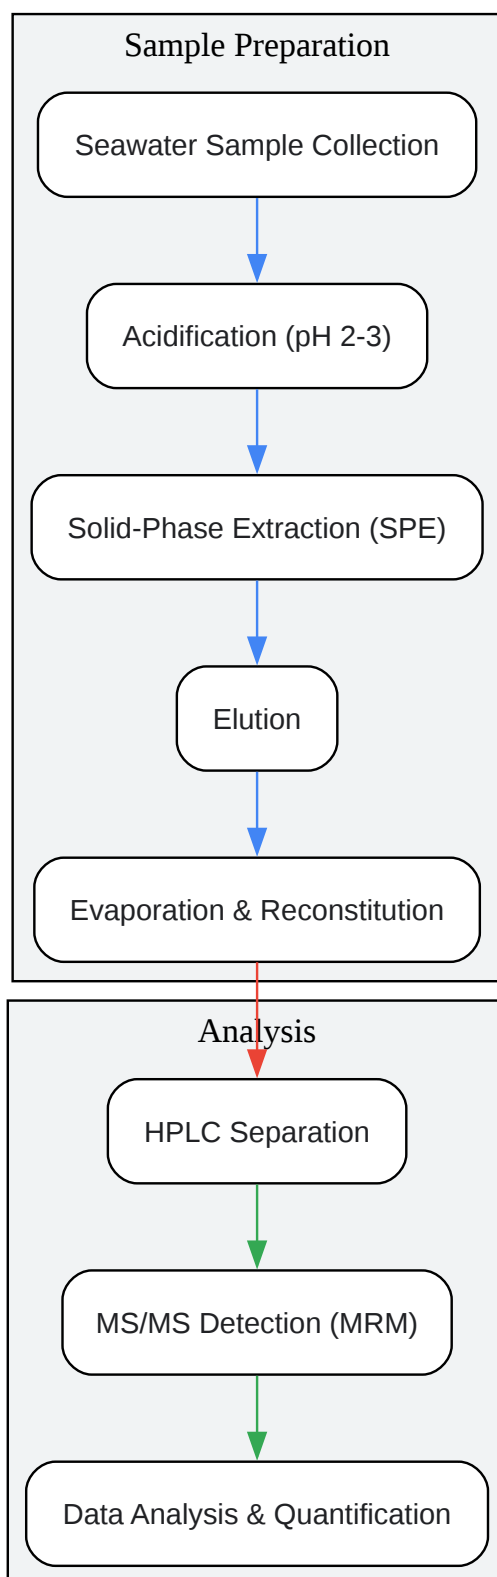 Sample Preparation
Seawater Sample Collection
Acidification (pH 2-3)
Solid-Phase Extraction (SPE)
Elution
Evaporation & Reconstitution
Analysis
HPLC Separation
MS/MS Detection (MRM)
Data Analysis & Quantification